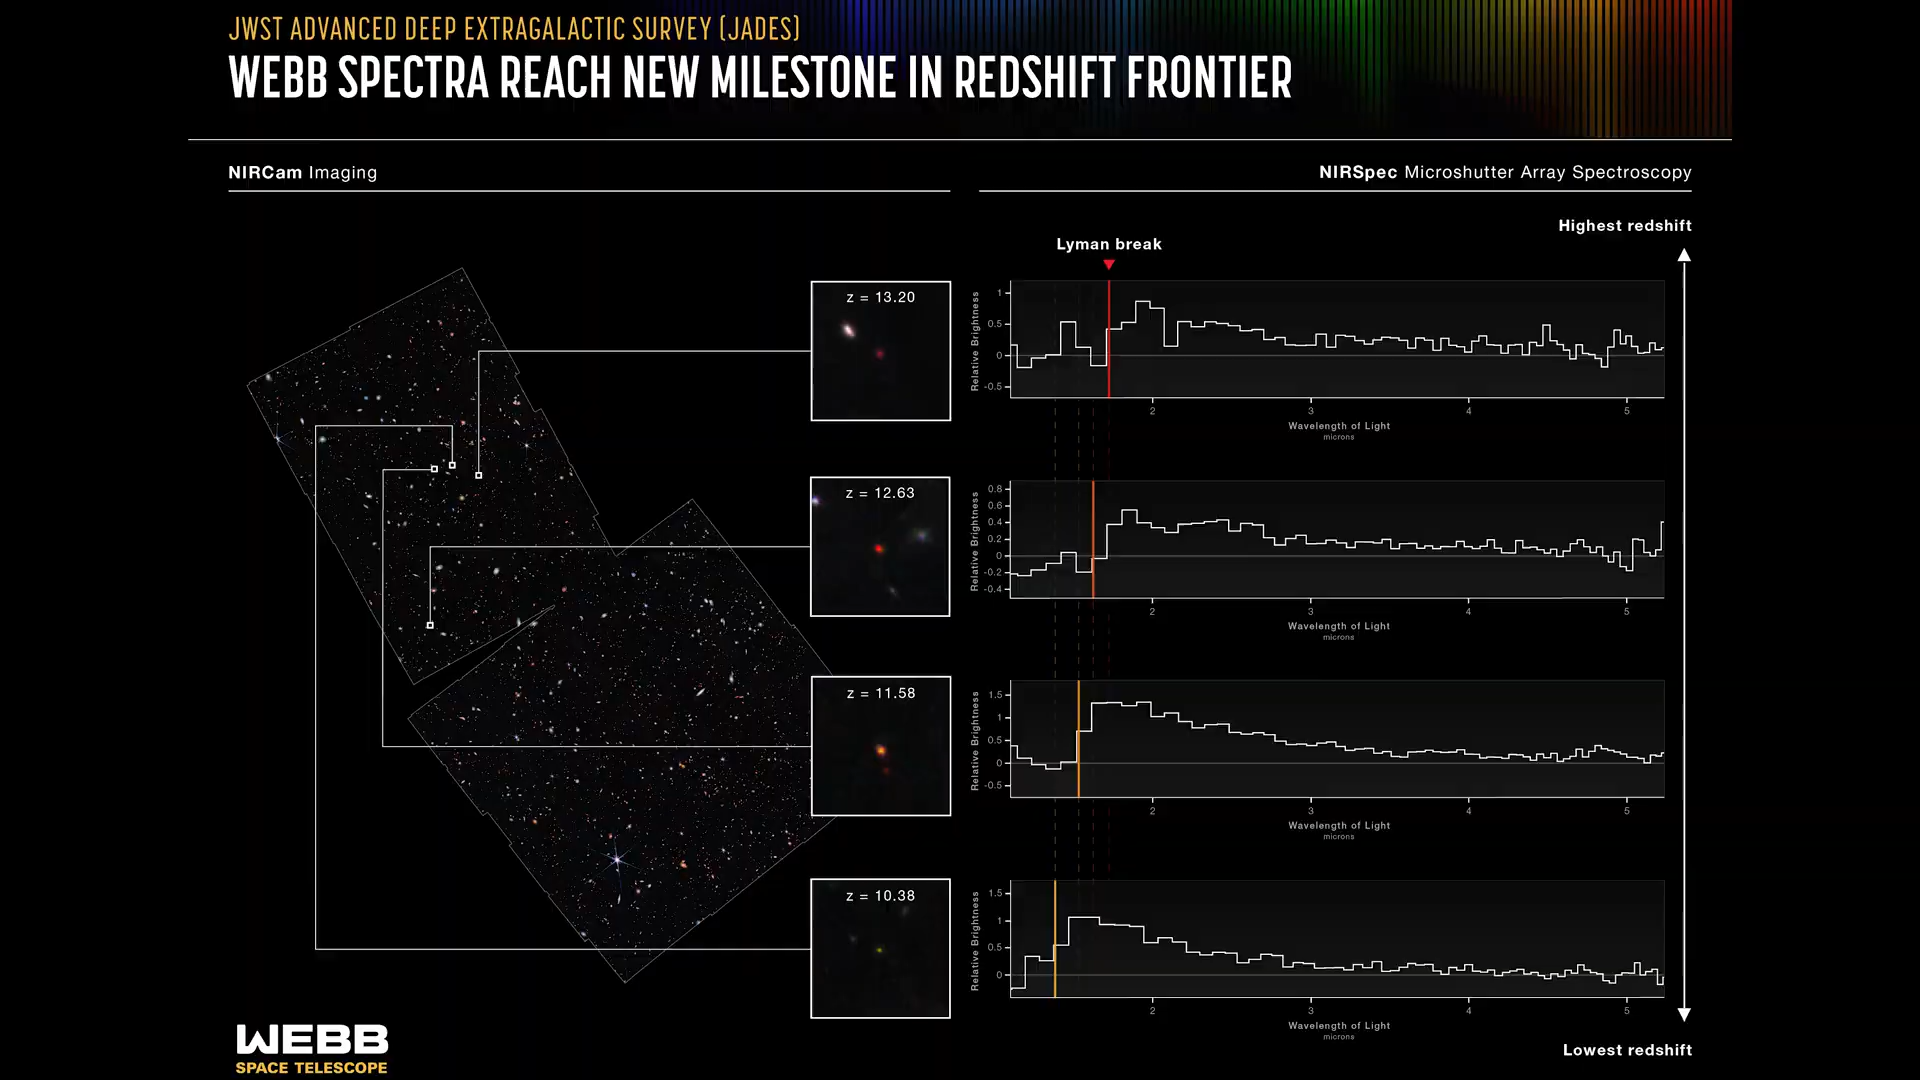 JWST ADVANCED DEEP EXTRAGALACTIC SURVEY (JADES)
WEBB SPECTRA REACH NEW MILESTONE IN REDSHIFT FRONTIER
NIRCam Imaging
NIRSpec Microshutter Array Spectroscopy
Highest redshift
Lyman break
z = 13.20
Relative Brightness
1
0.5
0
-0.5
2 3 4 5
Wavelength of Light
microns
z = 12.63
Relative Brightness
0.8
0.6
0.4
0.2
0
-0.2
-0.4
2 3 4 5
Wavelength of Light
microns
z = 11.58
Relative Brightness
1.5
1
0.5
0
-0.5
2 3 4 5
Wavelength of Light
microns
z = 10.38
Relative Brightness
1.5
1
0.5
0
2 3 4 5
Wavelength of Light
microns
Lowest redshift
WEBB
SPACE TELESCOPE